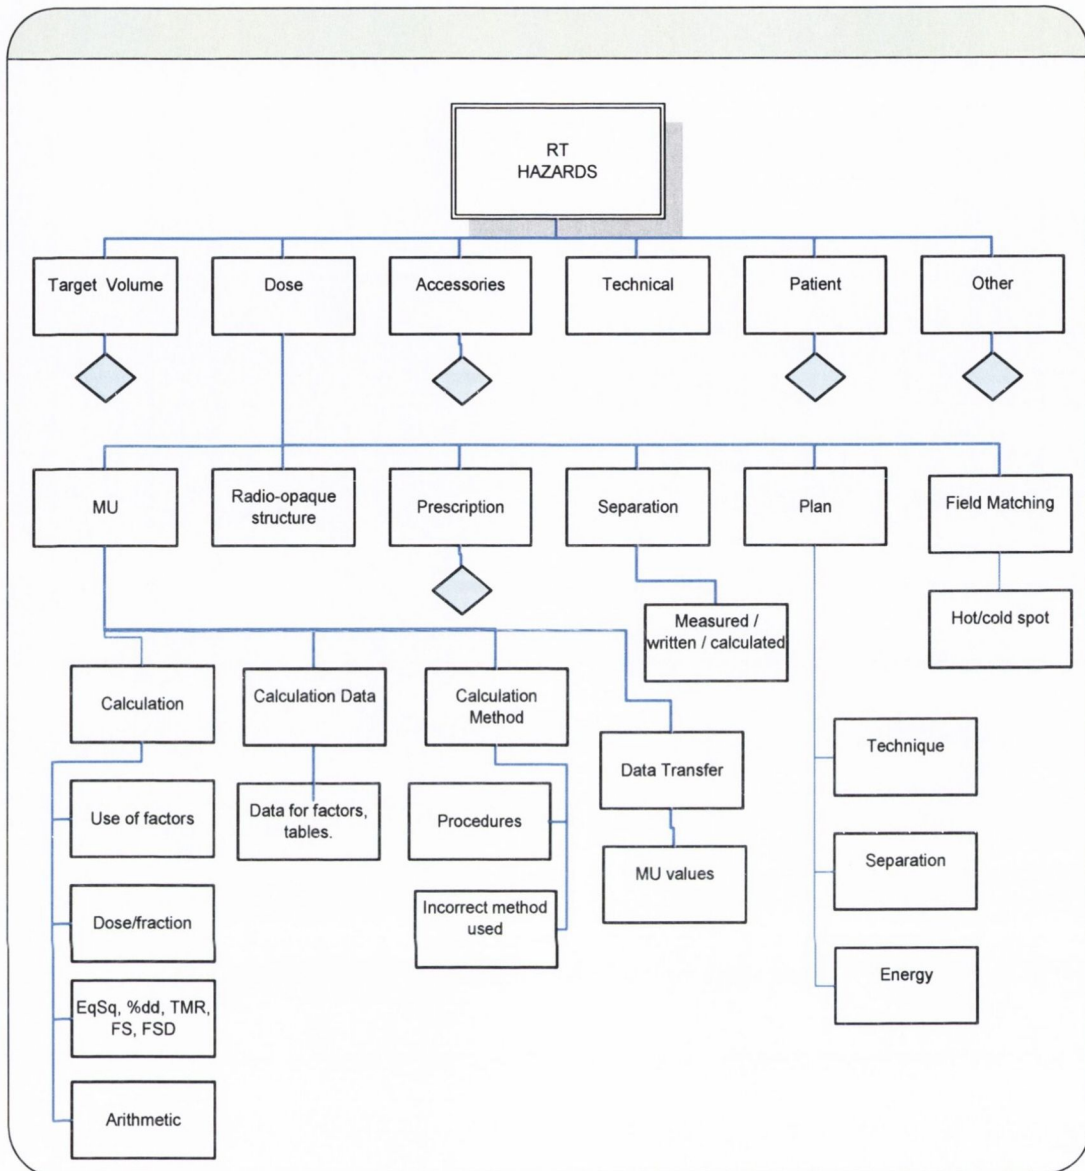 RT
HAZARDS
Target Volume
Dose
Accessories
Technical
Patient
Other
MU
Radio-opaque
structure
Prescription
Separation
Plan
Field Matching
Measured /
written / calculated
Hot/cold spot
Calculation
Calculation Data
Calculation
Method
Data Transfer
Technique
Use of factors
Data for factors,
tables.
Procedures
MU values
Separation
Dose/fraction
Incorrect method
used
Energy
EqSq, %dd, TMR,
FS, FSD
Arithmetic